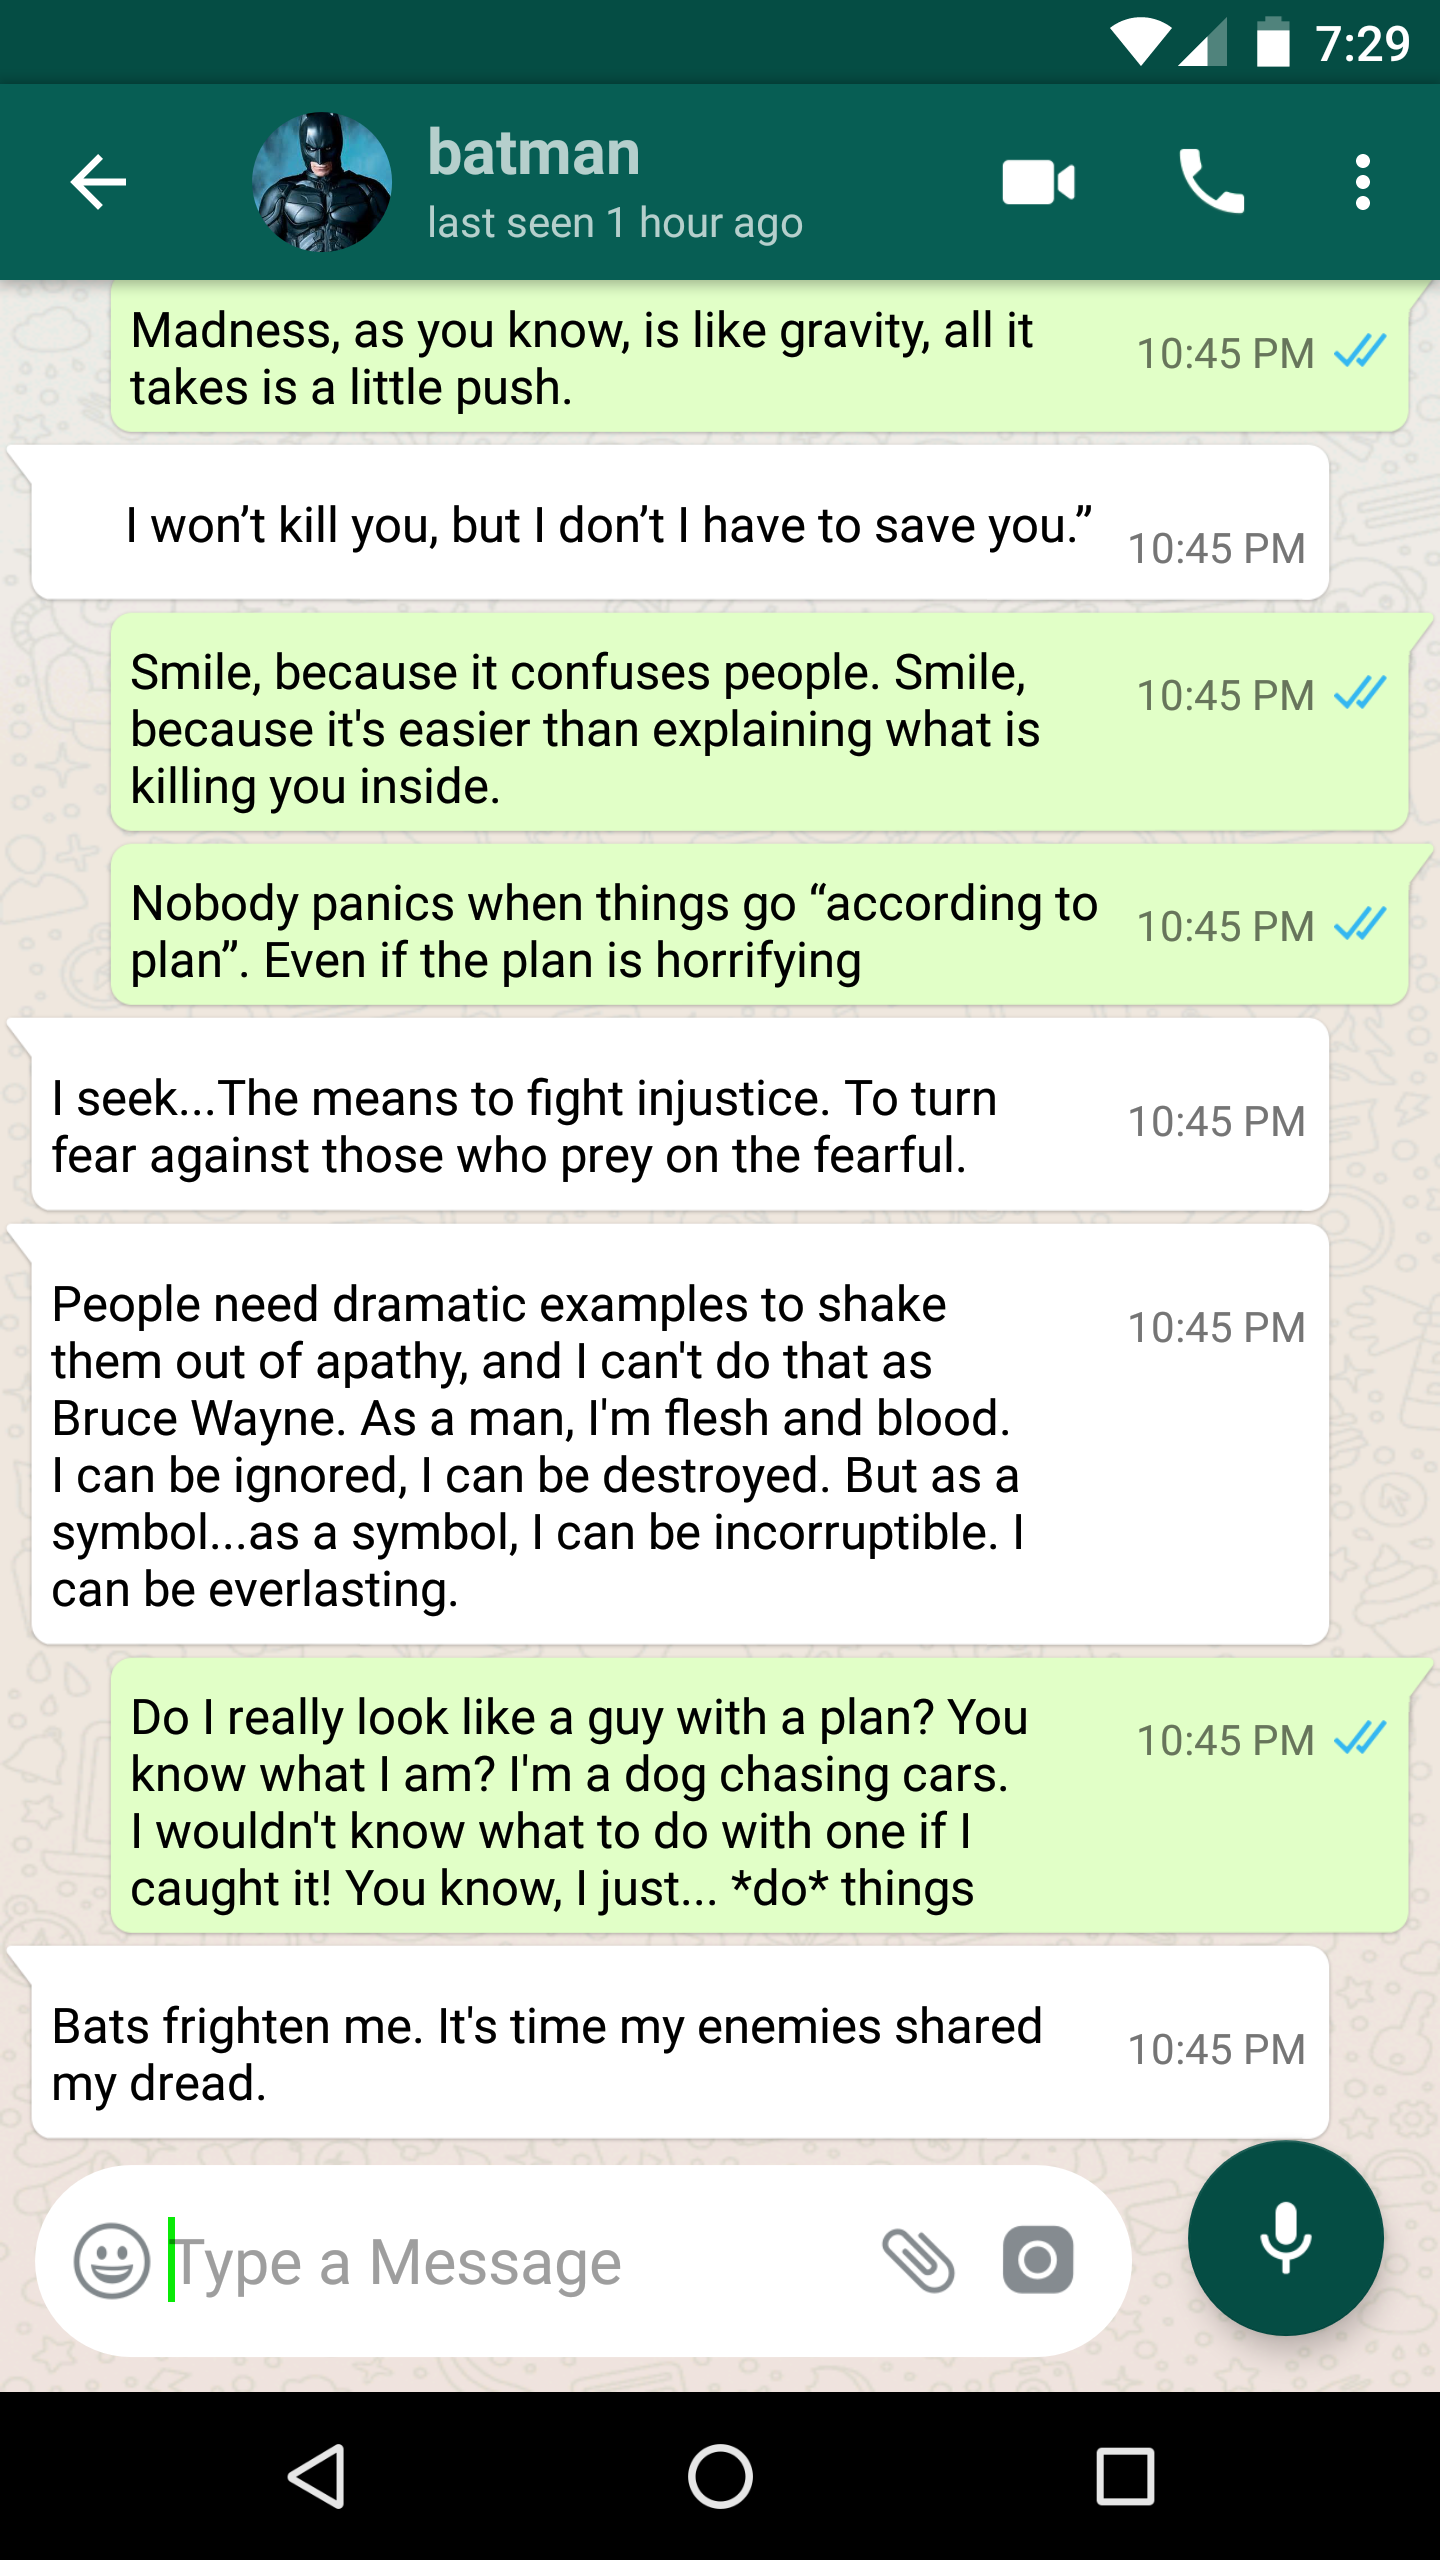 7:29
batman
last seen 1 hour ago
Madness, as you know, is like gravity, all it
takes is a little push.
10:45 PM
I won’t kill you, but I don’t I have to save you.”
10:45 PM
Smile, because it confuses people. Smile,
because it's easier than explaining what is
killing you inside.
10:45 PM
Nobody panics when things go “according to
plan”. Even if the plan is horrifying
10:45 PM
I seek...The means to fight injustice. To turn
fear against those who prey on the fearful.
10:45 PM
People need dramatic examples to shake
them out of apathy, and I can't do that as
Bruce Wayne. As a man, I'm flesh and blood.
I can be ignored, I can be destroyed. But as a
symbol...as a symbol, I can be incorruptible. I
can be everlasting.
10:45 PM
Do I really look like a guy with a plan? You
know what I am? I'm a dog chasing cars.
I wouldn't know what to do with one if I
caught it! You know, I just... *do* things
10:45 PM
Bats frighten me. It's time my enemies shared
my dread.
10:45 PM
Type a Message